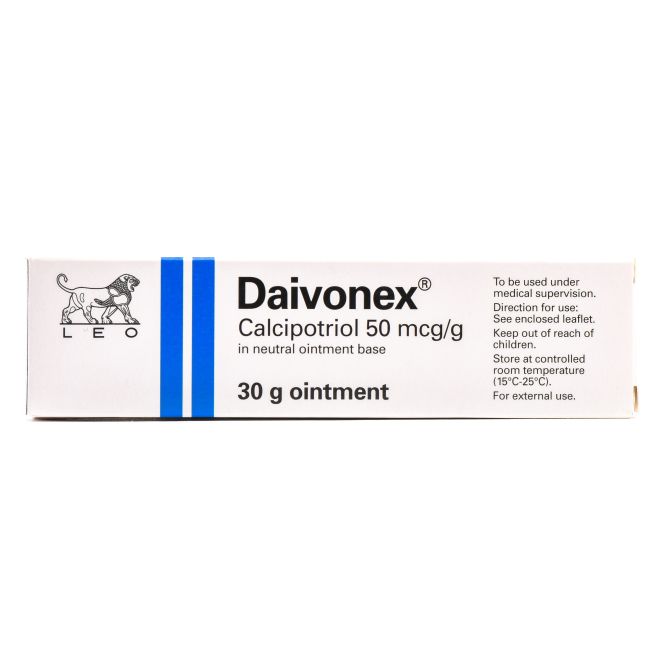 LEO
Daivonex®
Calcipotriol 50 mcg/g
in neutral ointment base
30 g ointment
To be used under
medical supervision.
Direction for use:
See enclosed leaflet.
Keep out of reach of
children.
Store at controlled
room temperature
(15°C-25°C).
For external use.